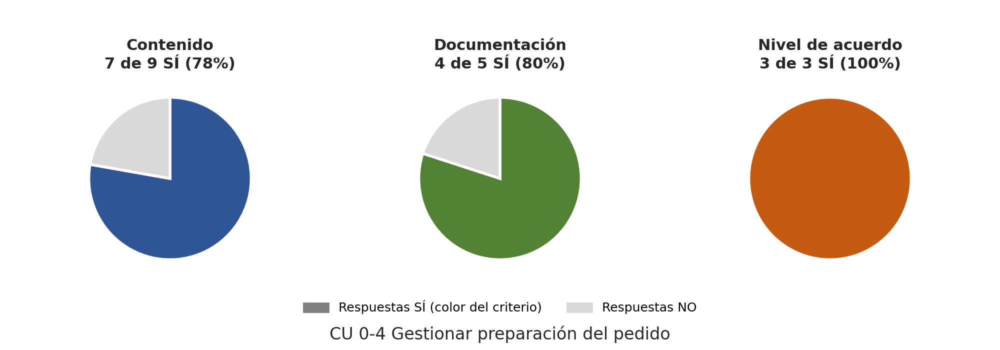 Contenido
7 de 9 SÍ (78%)
Documentación
4 de 5 SÍ (80%)
Nivel de acuerdo
3 de 3 SÍ (100%)
Respuestas SÍ (color del criterio)
Respuestas NO
CU 0-4 Gestionar preparación del pedido